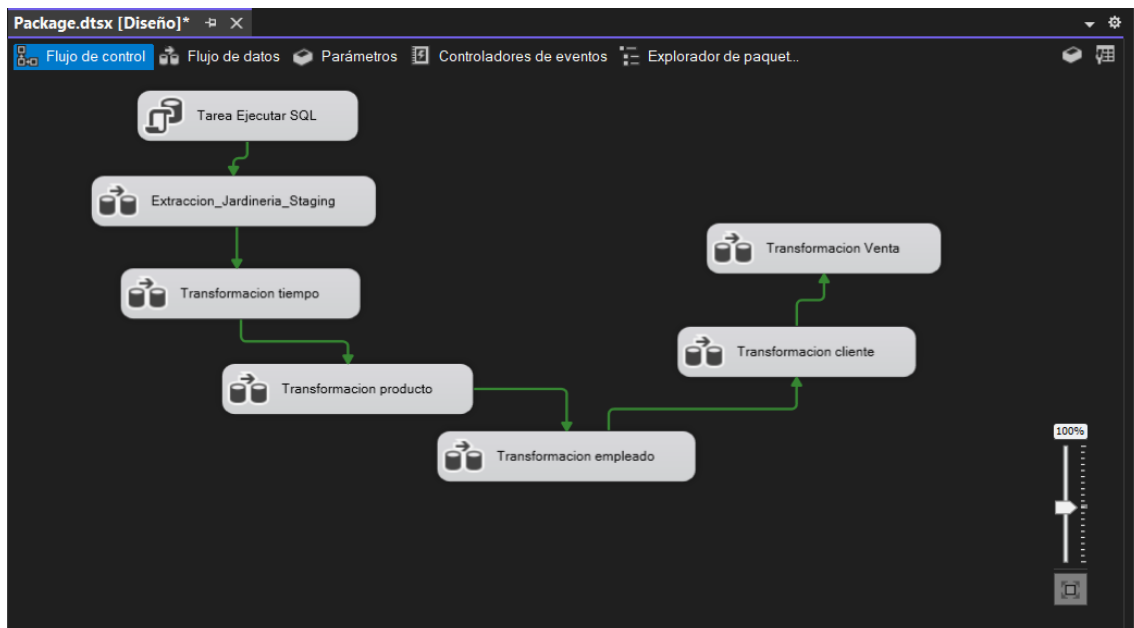 Package.dtsx [Diseño]*
Flujo de control Flujo de datos Parámetros Controladores de eventos Explorador de paquet...
Tarea Ejecutar SQL
Extraccion_Jardineria_Staging
Transformacion tiempo
Transformacion producto
Transformacion empleado
Transformacion cliente
Transformacion Venta
100%